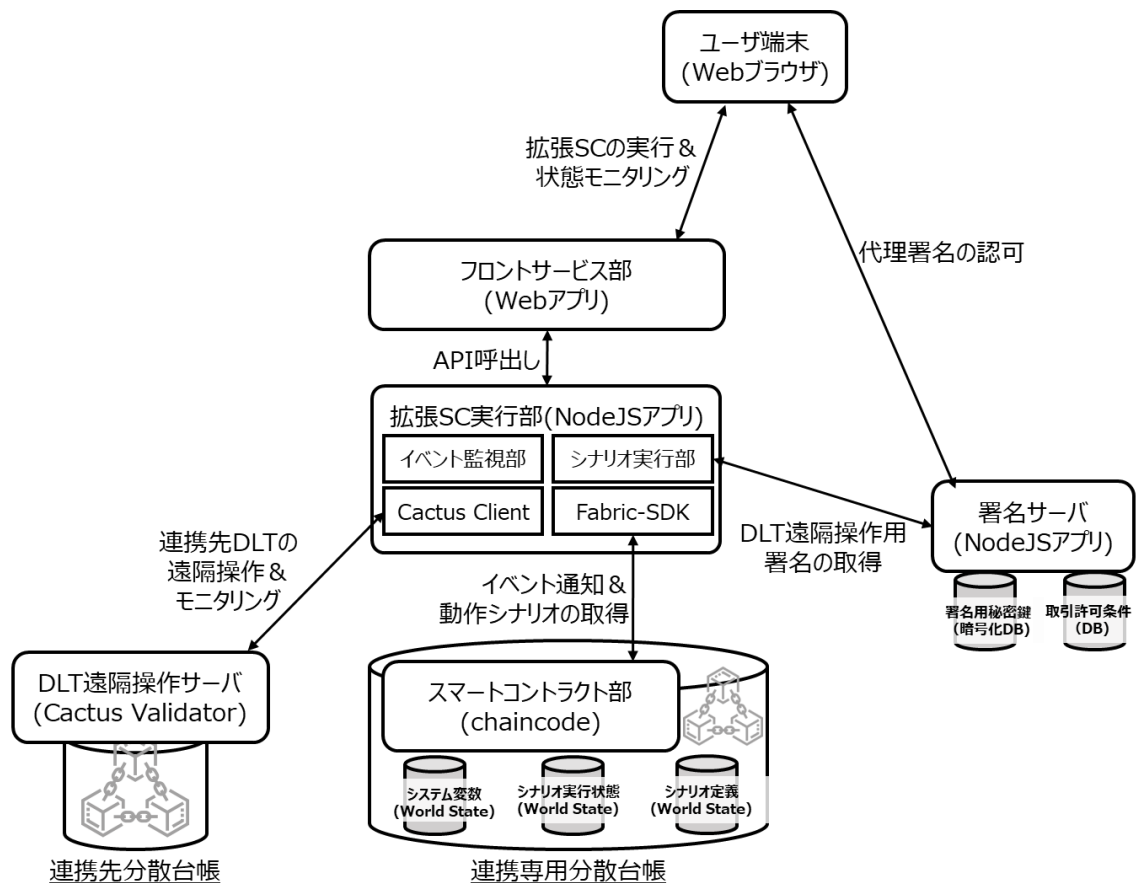 ユーザ端末
(Webブラウザ)
拡張SCの実行＆
状態モニタリング
代理署名の認可
フロントサービス部
(Webアプリ)
API呼出し
拡張SC実行部(NodeJSアプリ)
イベント監視部
シナリオ実行部
Cactus Client
Fabric-SDK
署名サーバ
(NodeJSアプリ)
署名用秘密鍵
(暗号化DB)
取引許可条件
(DB)
DLT遠隔操作用
署名の取得
連携先DLTの
遠隔操作＆
モニタリング
イベント通知＆
動作シナリオの取得
DLT遠隔操作サーバ
(Cactus Validator)
連携先分散台帳
スマートコントラクト部
(chaincode)
システム変数
(World State)
シナリオ実行状態
(World State)
シナリオ定義
(World State)
連携専用分散台帳